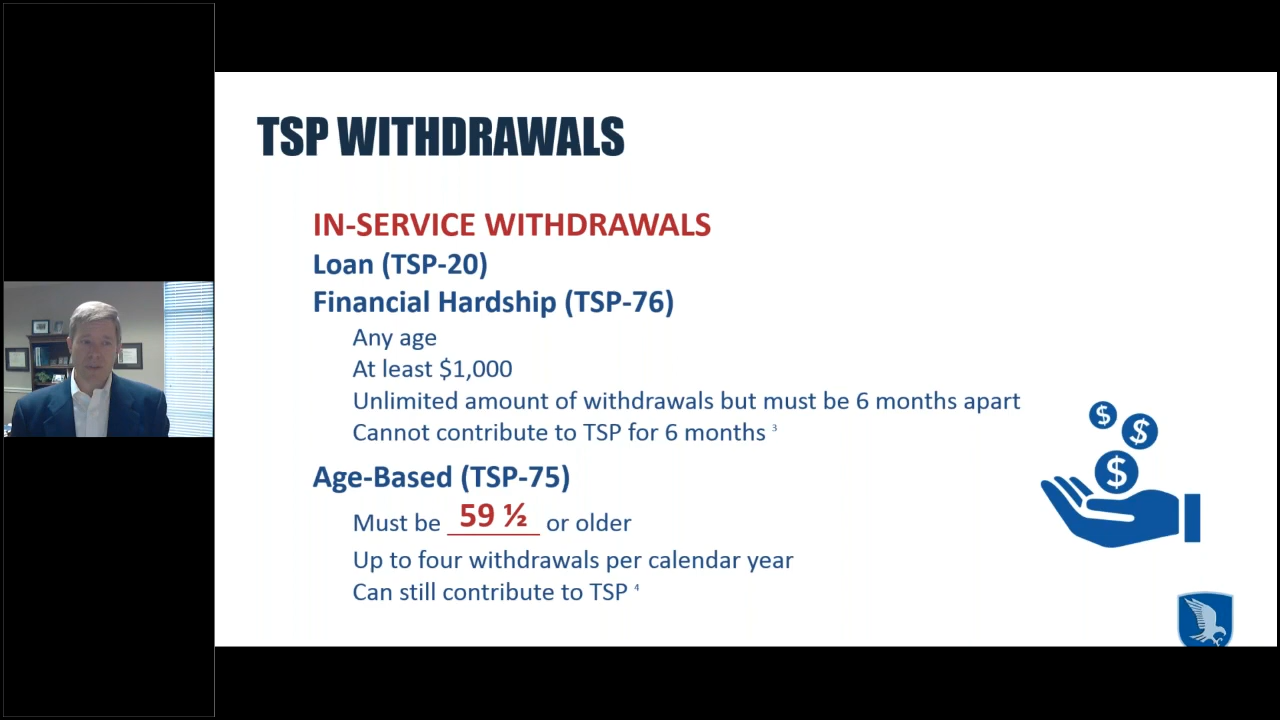 TSP WITHDRAWALS
IN-SERVICE WITHDRAWALS
Loan (TSP-20)
Financial Hardship (TSP-76)
Any age
At least $1,000
Unlimited amount of withdrawals but must be 6 months apart
Cannot contribute to TSP for 6 months ³
Age-Based (TSP-75)
Must be 59 ½ or older
Up to four withdrawals per calendar year
Can still contribute to TSP ⁴
$
$
$